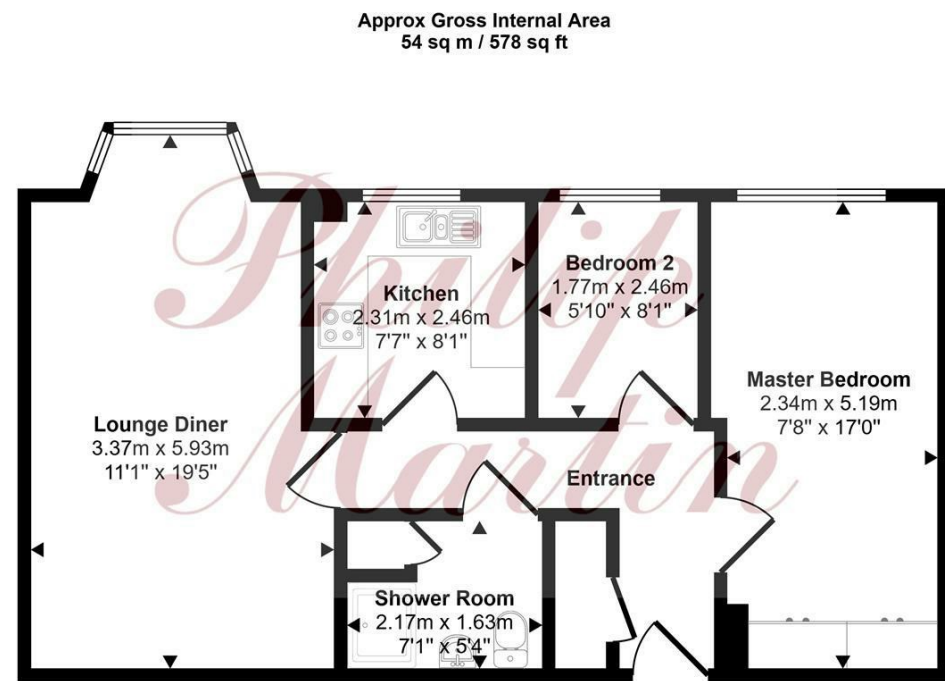 Approx Gross Internal Area
54 sq m / 578 sq ft
Philip
Martin
Kitchen
2.31m x 2.46m
7'7" x 8'1"
Bedroom 2
1.77m x 2.46m
5'10" x 8'1"
Master Bedroom
2.34m x 5.19m
7'8" x 17'0"
Lounge Diner
3.37m x 5.93m
11'1" x 19'5"
Entrance
Shower Room
2.17m x 1.63m
7'1" x 5'4"